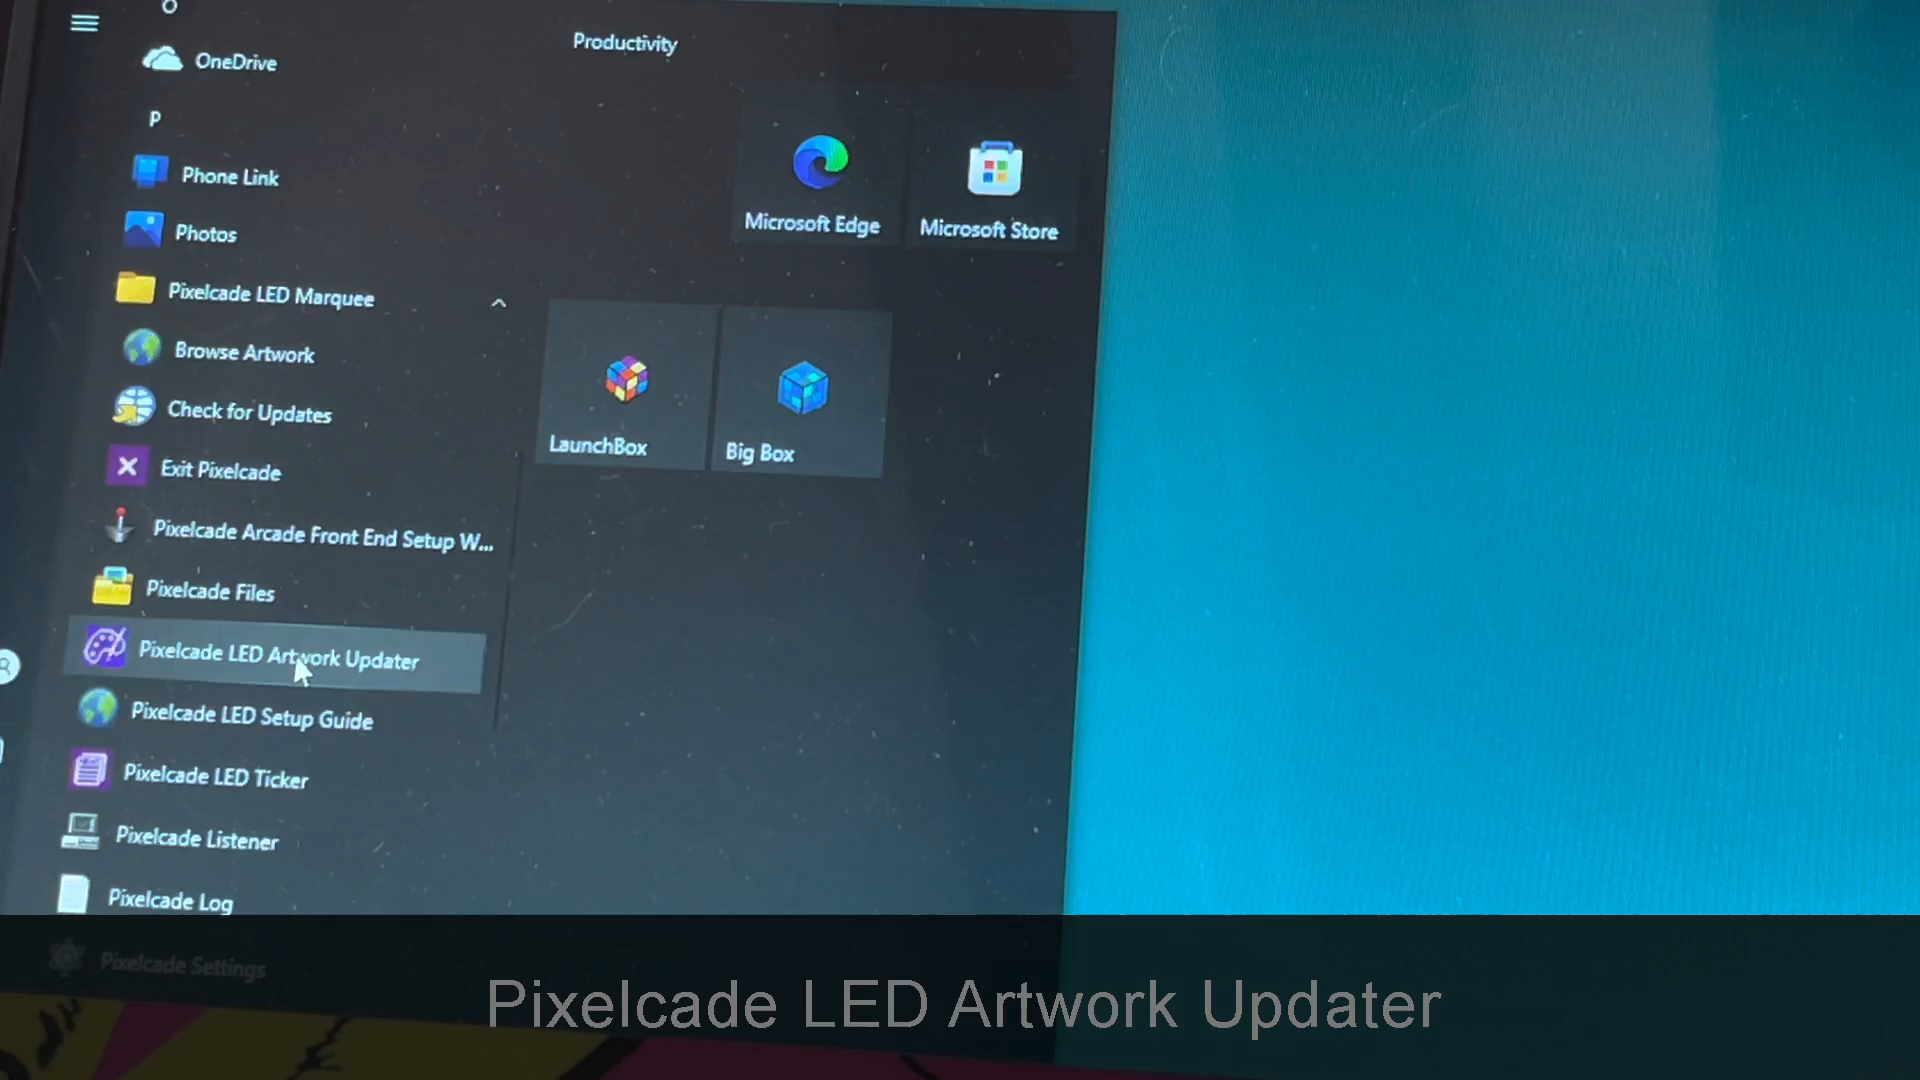 O
OneDrive
Productivity
P
Phone Link
Photos
Microsoft Edge
Microsoft Store
Pixelcade LED Marquee
Browse Artwork
Check for Updates
Exit Pixelcade
LaunchBox
Big Box
Pixelcade Arcade Front End Setup W...
Pixelcade Files
Pixelcade LED Artwork Updater
Pixelcade LED Setup Guide
Pixelcade LED Ticker
Pixelcade Listener
Pixelcade Log
Pixelcade Settings
Pixelcade LED Artwork Updater